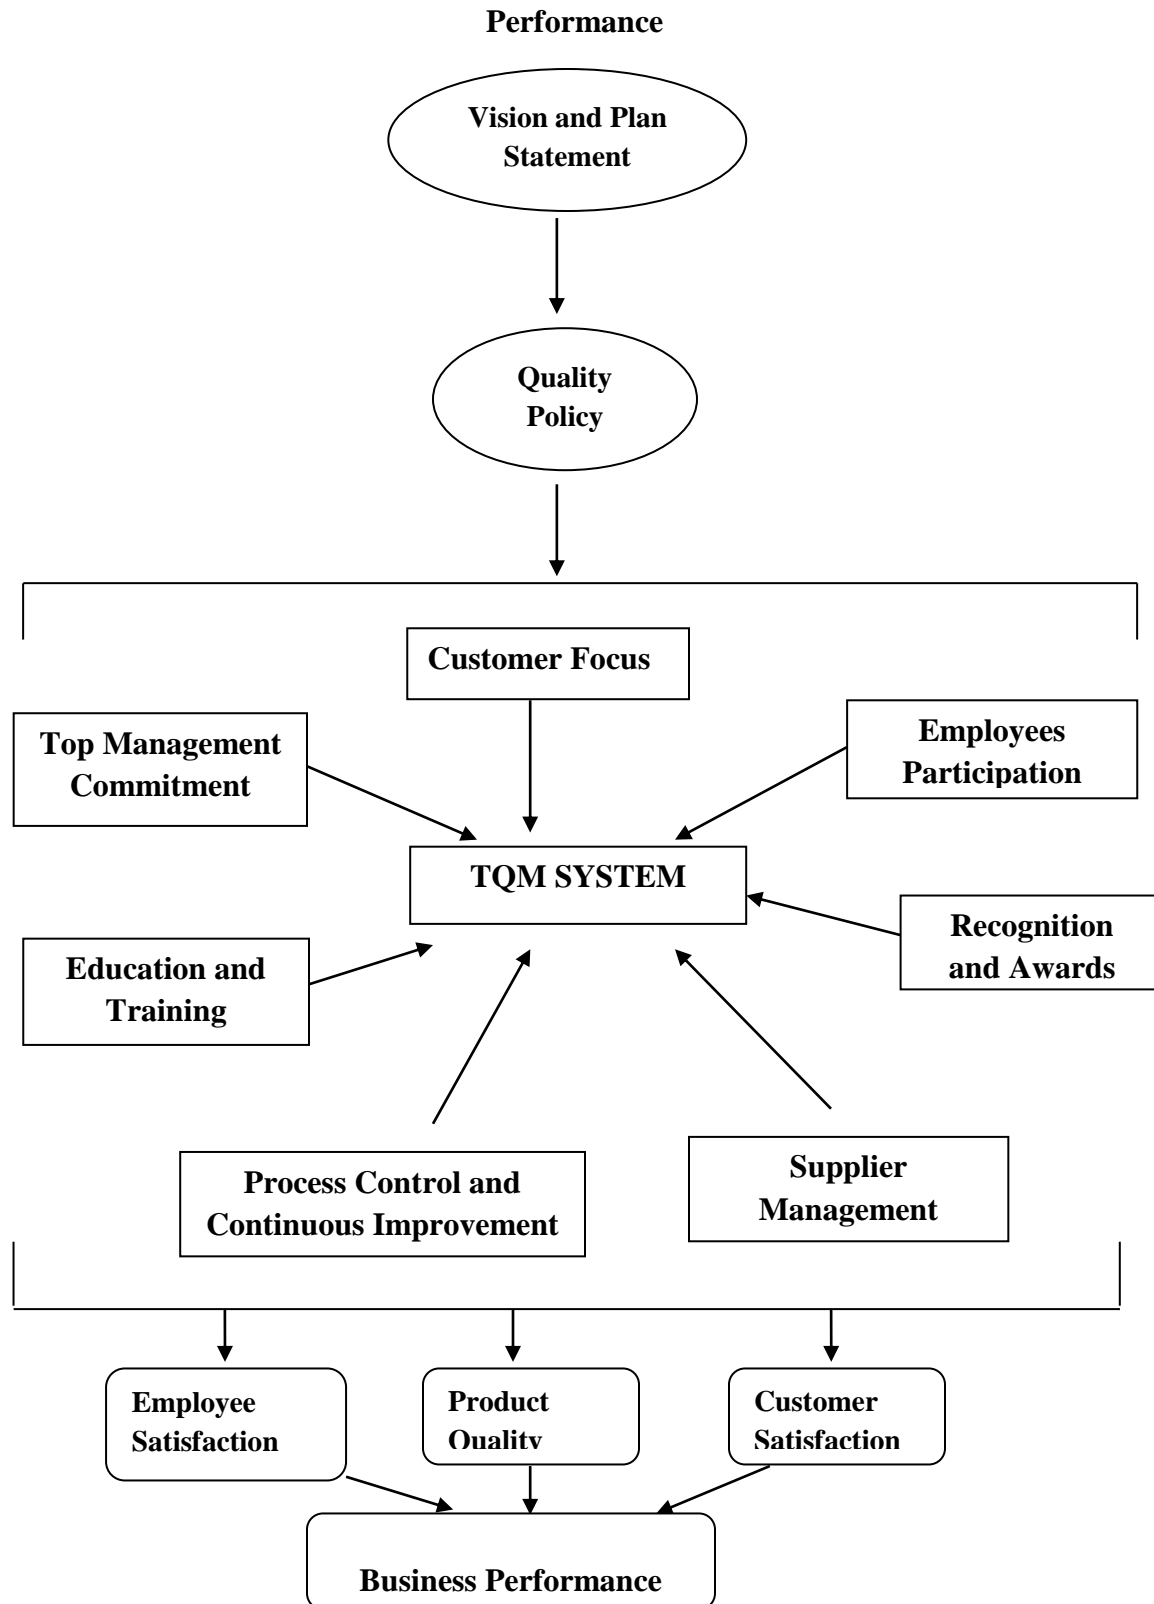 Performance
Vision and Plan
Statement
Quality
Policy
Customer Focus
Top Management
Commitment
Employees
Participation
TQM SYSTEM
Recognition
and Awards
Education and
Training
Process Control and
Continuous Improvement
Supplier
Management
Employee
Satisfaction
Product
Quality
Customer
Satisfaction
Business Performance